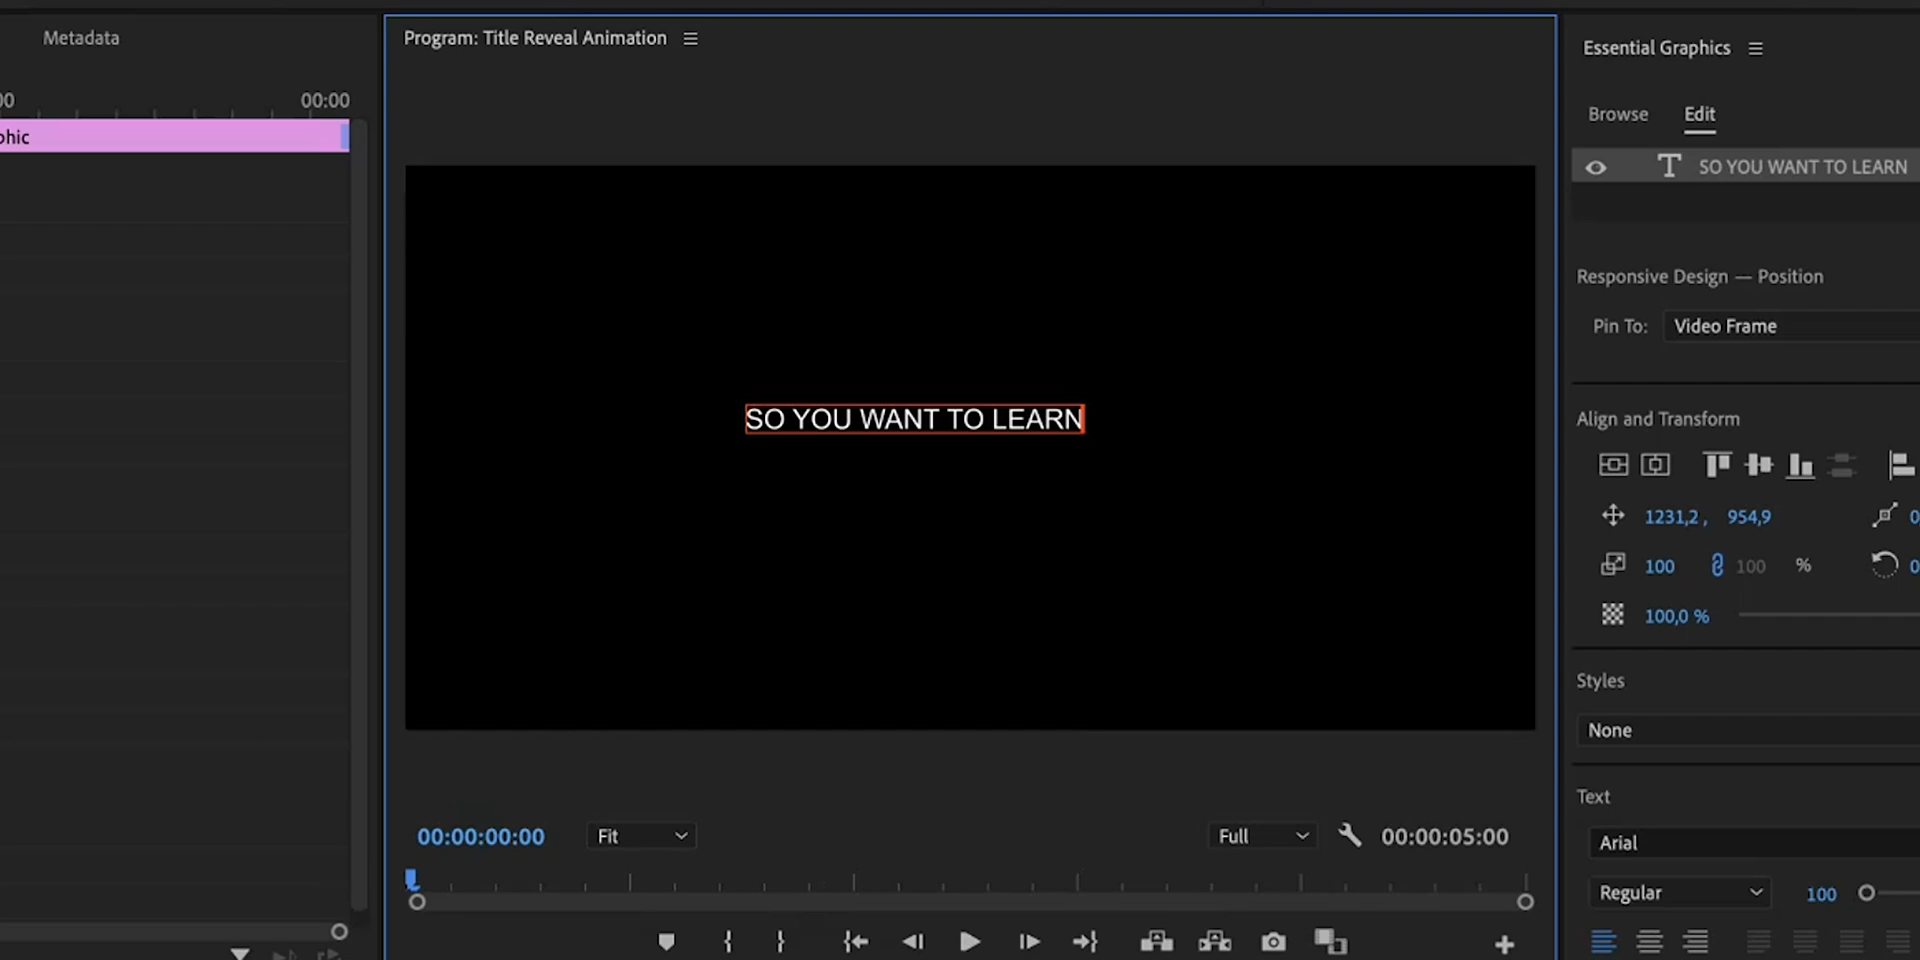 Metadata
Program: Title Reveal Animation
Essential Graphics
00
00:00
phic
Browse
Edit
SO YOU WANT TO LEARN
Responsive Design — Position
Pin To:
Video Frame
SO YOU WANT TO LEARN
Align and Transform
1231,2 ,
954,9
0
100
100
%
0
100,0 %
Styles
None
Text
Arial
Regular
100
00:00:00:00
Fit
Full
00:00:05:00